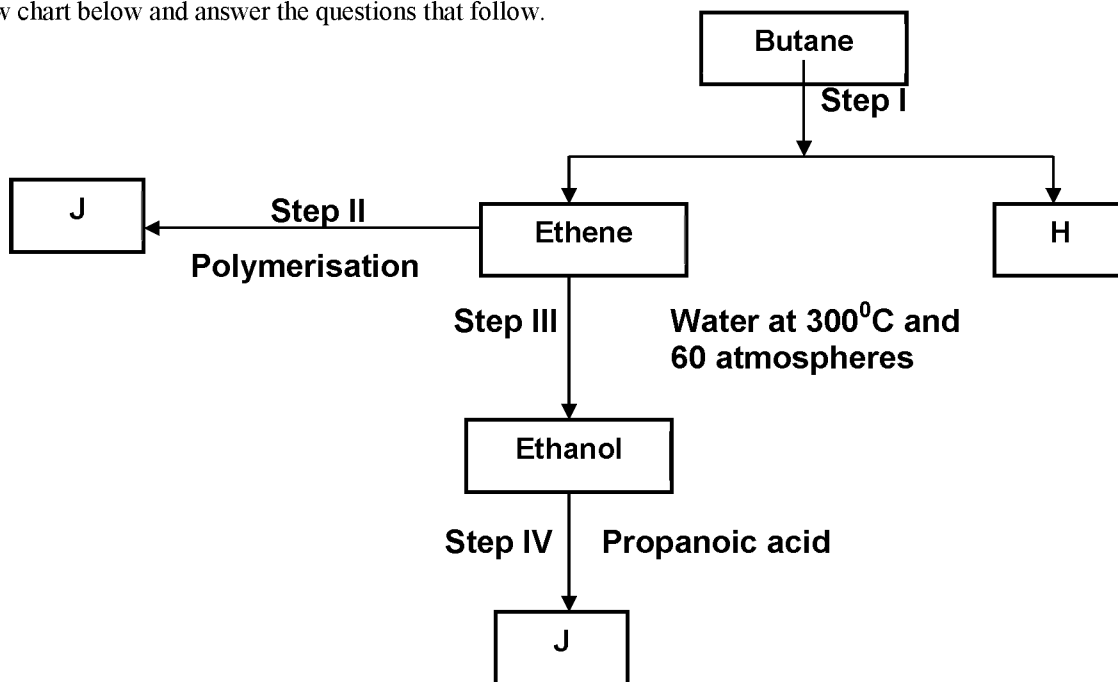 w chart below and answer the questions that follow.
Butane
Step I
J
Step II
Ethene
H
Polymerisation
Step III
Water at 300⁰C and
60 atmospheres
Ethanol
Step IV
Propanoic acid
J